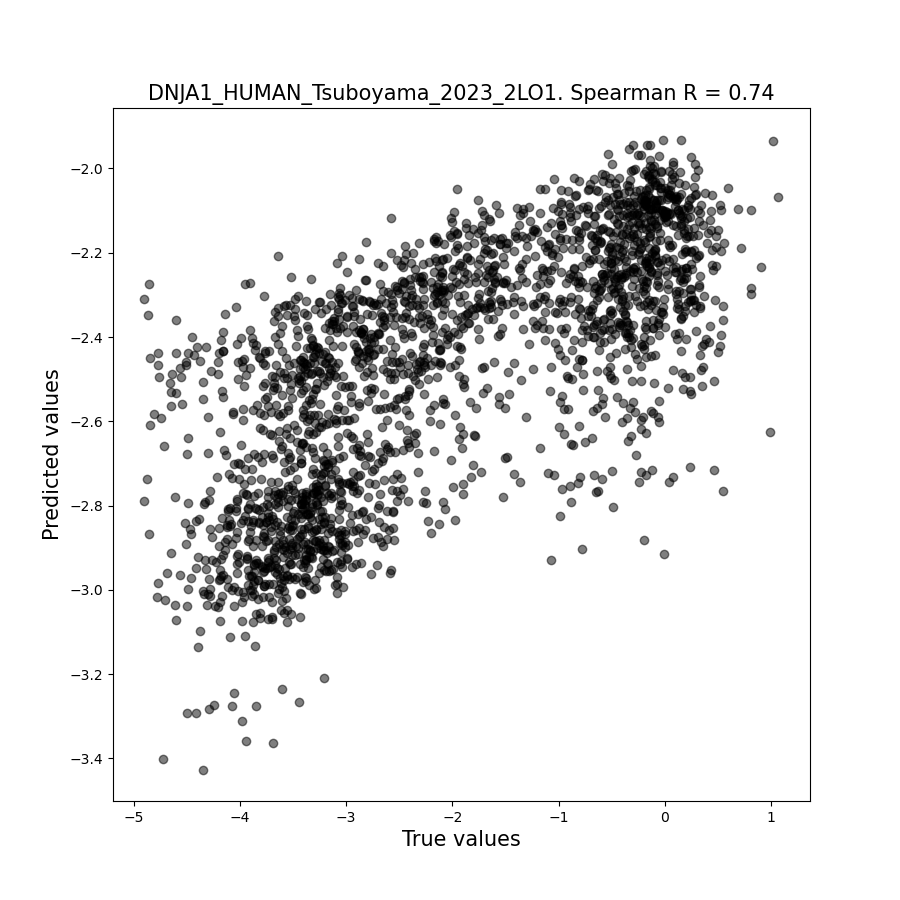 DNJA1_HUMAN_Tsuboyama_2023_2LO1. Spearman R = 0.74
Predicted values
−2.0
−2.2
−2.4
−2.6
−2.8
−3.0
−3.2
−3.4
−5 −4 −3 −2 −1 0 1
True values